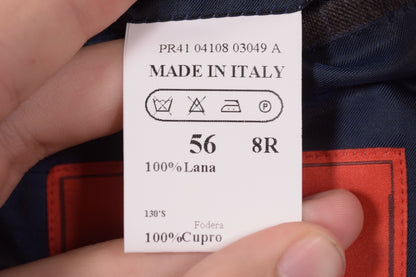 PR41 04108 03049 A
MADE IN ITALY
P
56 8R
100%Lana
130'S
Fodera
100%Cupro